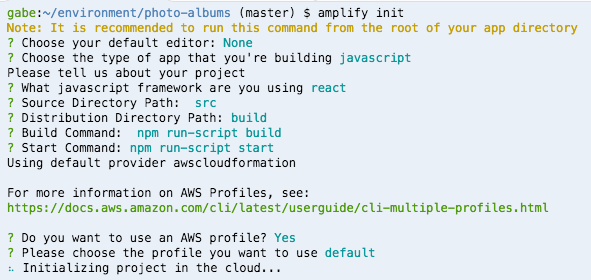 gabe:~/environment/photo-albums (master) $ amplify init
Note: It is recommended to run this command from the root of your app directory
? Choose your default editor: None
? Choose the type of app that you're building javascript
Please tell us about your project
? What javascript framework are you using react
? Source Directory Path:  src
? Distribution Directory Path: build
? Build Command:  npm run-script build
? Start Command: npm run-script start
Using default provider awscloudformation
For more information on AWS Profiles, see:
https://docs.aws.amazon.com/cli/latest/userguide/cli-multiple-profiles.html
? Do you want to use an AWS profile? Yes
? Please choose the profile you want to use default
⠦ Initializing project in the cloud...